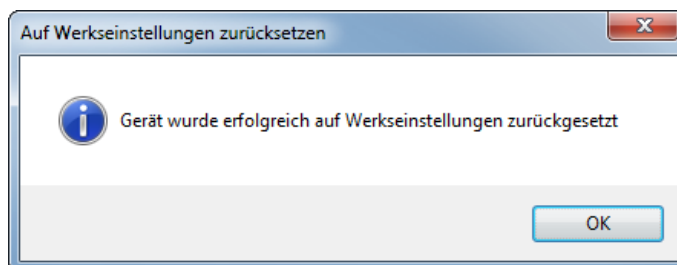 Auf Werkseinstellungen zurücksetzen
Gerät wurde erfolgreich auf Werkseinstellungen zurückgesetzt
OK